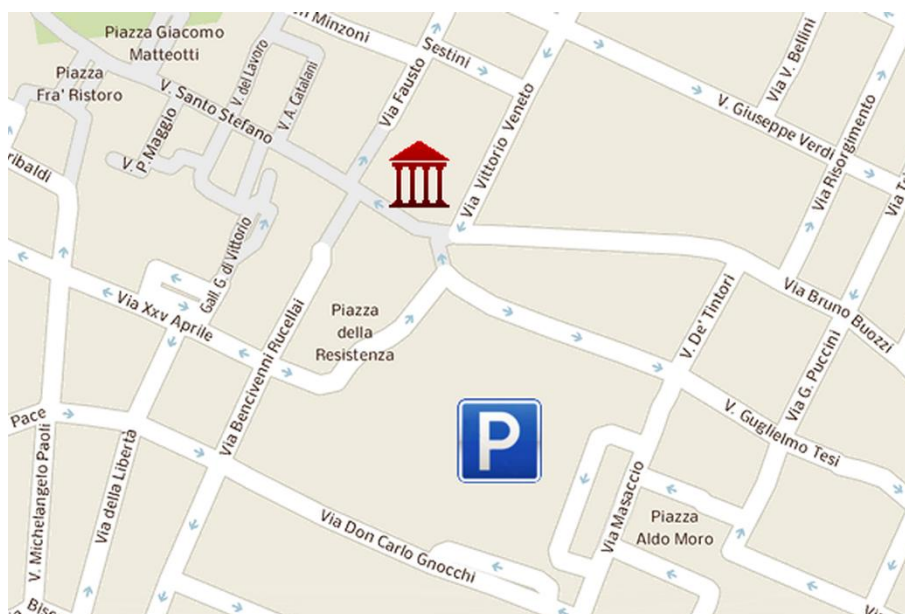 Piazza Giacomo
Matteotti
Minzoni
Sestini
Piazza
Fra' Ristoro
V. del Lavoro
V. A. Catalani
Via Fausto
V. Santo Stefano
V. P. Maggio
Via Vittorio Veneto
Via V. Bellini
V. Giuseppe Verdi
Via Risorgimento
Gall. G. di Vittorio
Via Xxv Aprile
Via Bencivenni Rucellai
Piazza
della
Resistenza
V. De' Tintori
Via Bruno Buozzi
Via G. Puccini
V. Guglielmo Tesi
P
Pace
V. Michelangelo Paoli
Via della Libertà
Via Don Carlo Gnocchi
Via Masaccio
Piazza
Aldo Moro